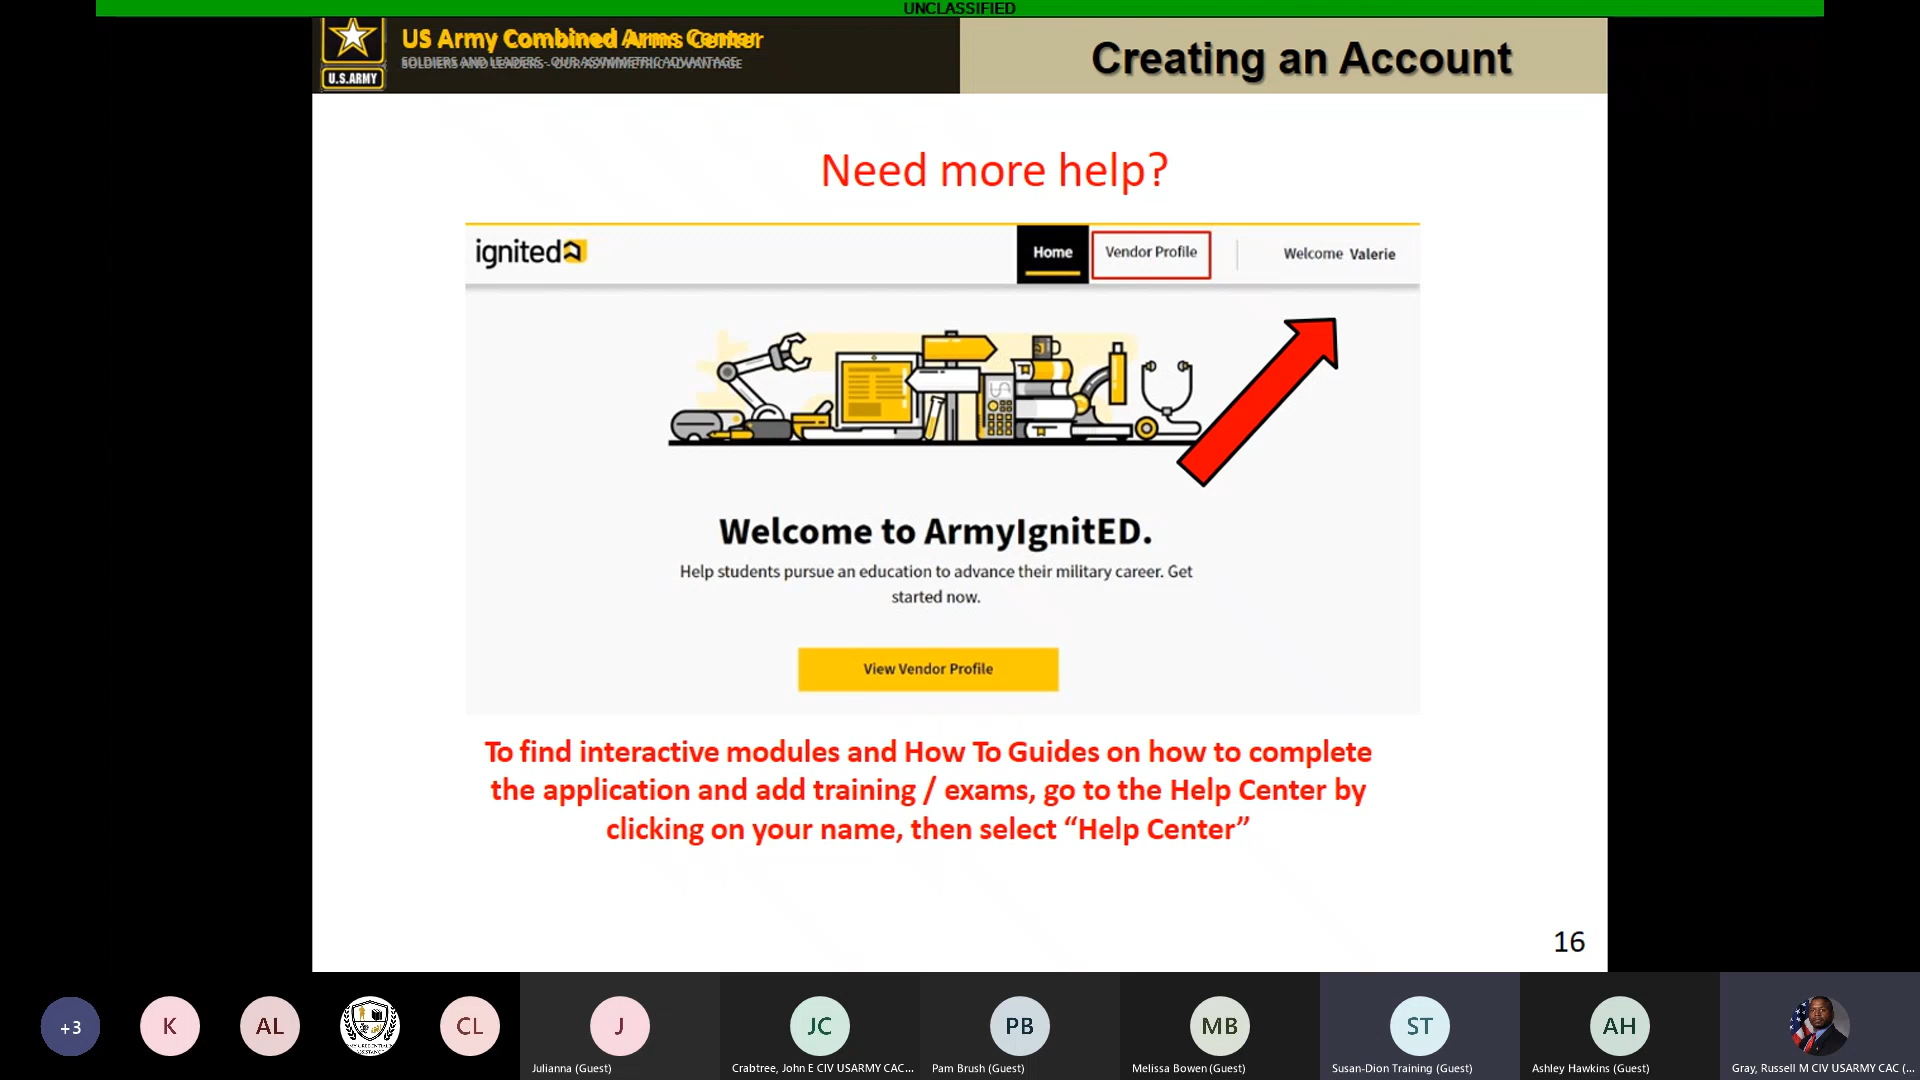 UNCLASSIFIED
US Army Combined Arms Center
SOLDIERS AND LEADERS - OUR ASYMMETRIC ADVANTAGE
U.S.ARMY
Creating an Account
Need more help?
ignited
Home
Vendor Profile
Welcome Valerie
Welcome to ArmyIgnitED.
Help students pursue an education to advance their military career. Get
started now.
View Vendor Profile
To find interactive modules and How To Guides on how to complete
the application and add training / exams, go to the Help Center by
clicking on your name, then select “Help Center”
16
+3
K
AL
CL
J
JC
PB
MB
ST
AH
Julianna (Guest)
Crabtree, John E CIV USARMY CAC...
Pam Brush (Guest)
Melissa Bowen (Guest)
Susan-Dion Training (Guest)
Ashley Hawkins (Guest)
Gray, Russell M CIV USARMY CAC (...